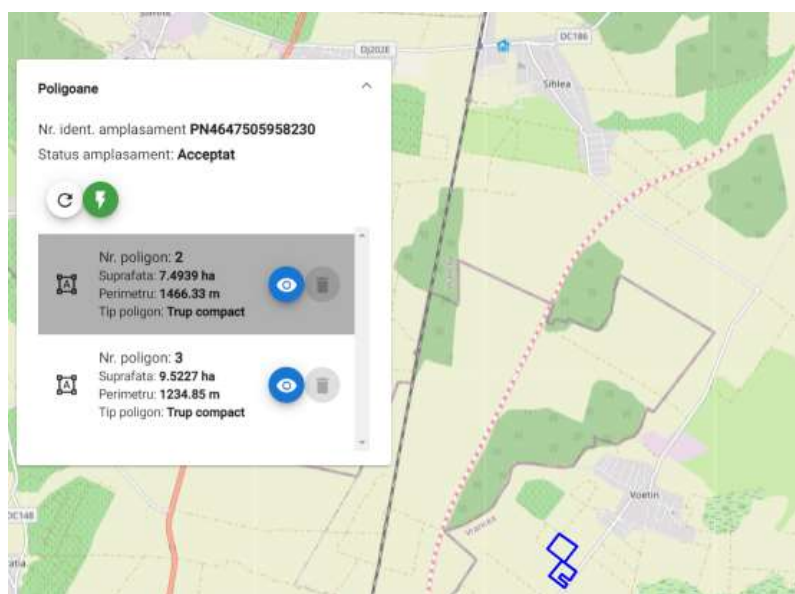 DJ202E
DC186
Siblea
Poligoane
Nr. ident. amplasament PN4647505958230
Status amplasament: Acceptat
Nr. poligon: 2
Suprafata: 7.4939 ha
Perimetru: 1466.33 m
Tip poligon: Trup compact
Nr. poligon: 3
Suprafata: 9.5227 ha
Perimetru: 1234.85 m
Tip poligon: Trup compact
Voetin
Vrancea
DC148